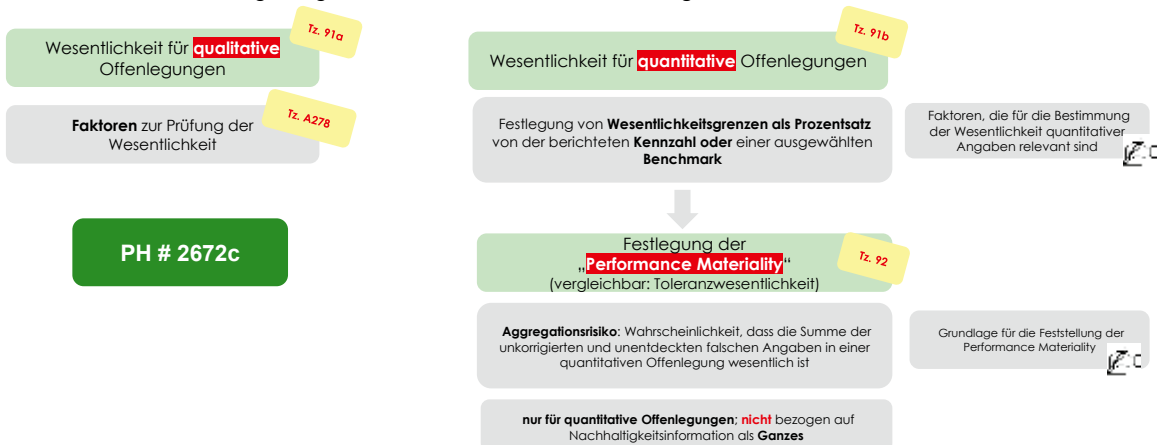 Tz. 91a
Wesentlichkeit für qualitative
Offenlegungen
Tz. A278
Faktoren zur Prüfung der
Wesentlichkeit
PH # 2672c
Tz. 91b
Wesentlichkeit für quantitative Offenlegungen
Festlegung von Wesentlichkeitsgrenzen als Prozentsatz
von der berichteten Kennzahl oder einer ausgewählten
Benchmark
Faktoren, die für die Bestimmung
der Wesentlichkeit quantitativer
Angaben relevant sind
Festlegung der
„Performance Materiality“
(vergleichbar: Toleranzwesentlichkeit)
Tz. 92
Aggregationsrisiko: Wahrscheinlichkeit, dass die Summe der
unkorrigierten und unentdeckten falschen Angaben in einer
quantitativen Offenlegung wesentlich ist
Grundlage für die Feststellung der
Performance Materiality
nur für quantitative Offenlegungen; nicht bezogen auf
Nachhaltigkeitsinformation als Ganzes